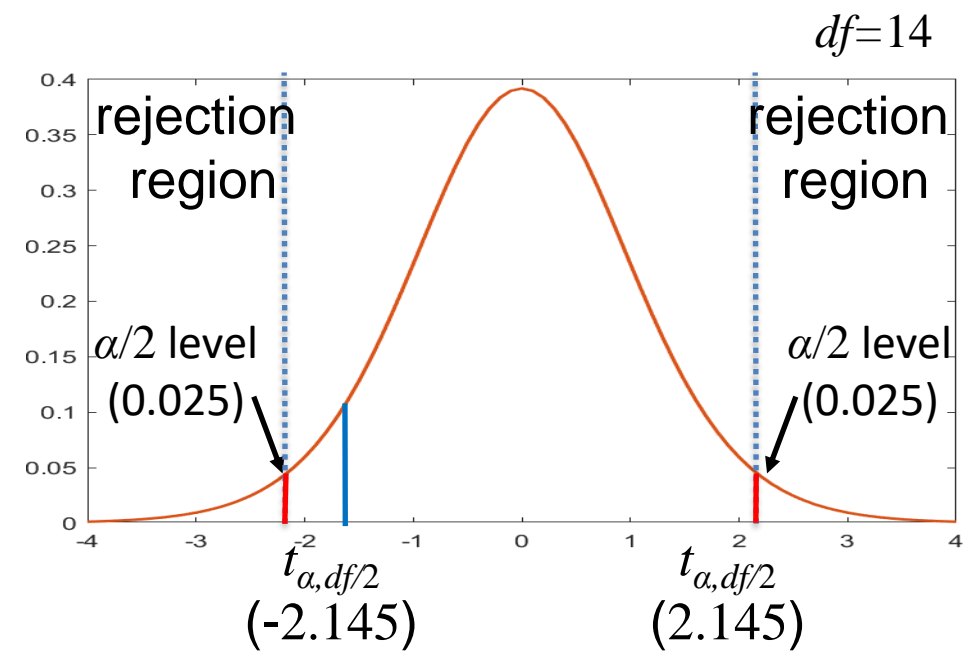 df=14
0.4
rejection
region
rejection
region
0.35
0.3
0.25
0.2
0.15
α/2 level
(0.025)
α/2 level
(0.025)
0.1
0.05
0
-4 -3 -2 -1 0 1 2 3 4
t_{α,df/2}
(-2.145)
t_{α,df/2}
(2.145)